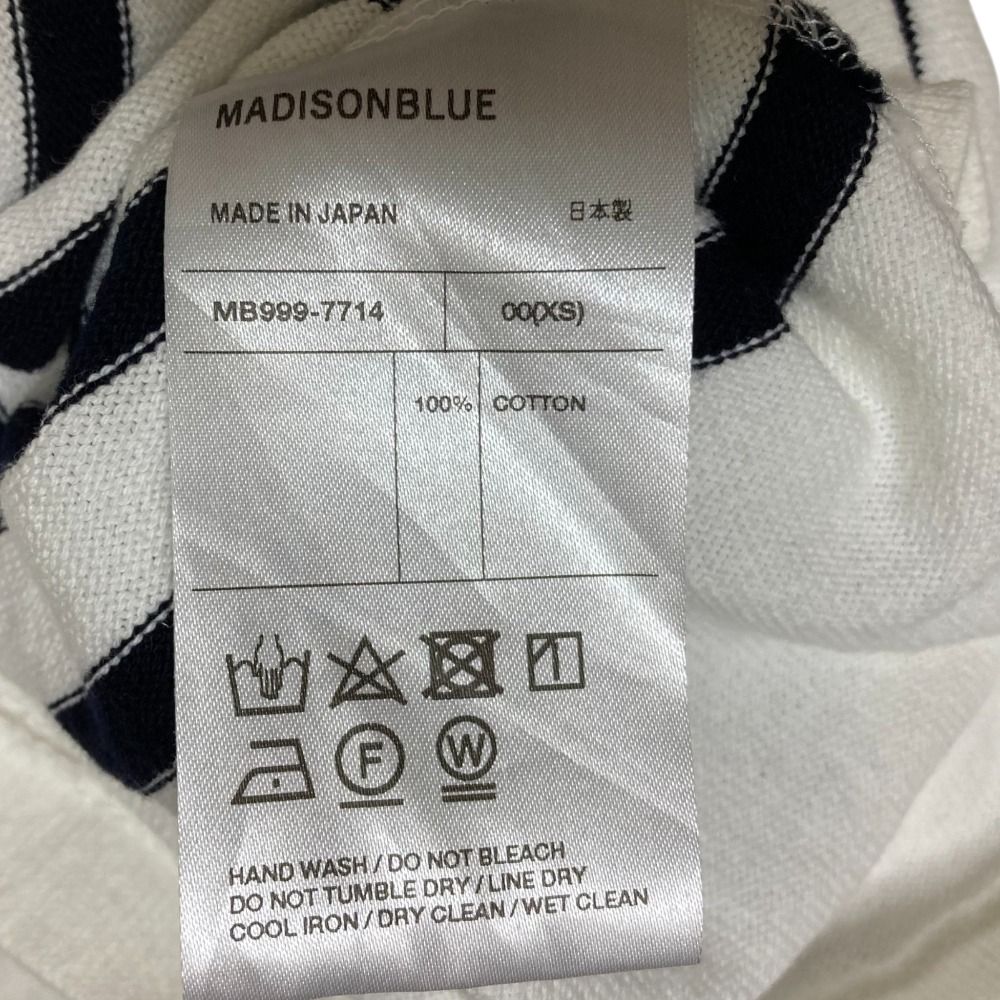 MADISONBLUE
MADE IN JAPAN 日本製
MB999-7714 00(XS)
100% COTTON
F W
HAND WASH / DO NOT BLEACH
DO NOT TUMBLE DRY / LINE DRY
COOL IRON / DRY CLEAN / WET CLEAN